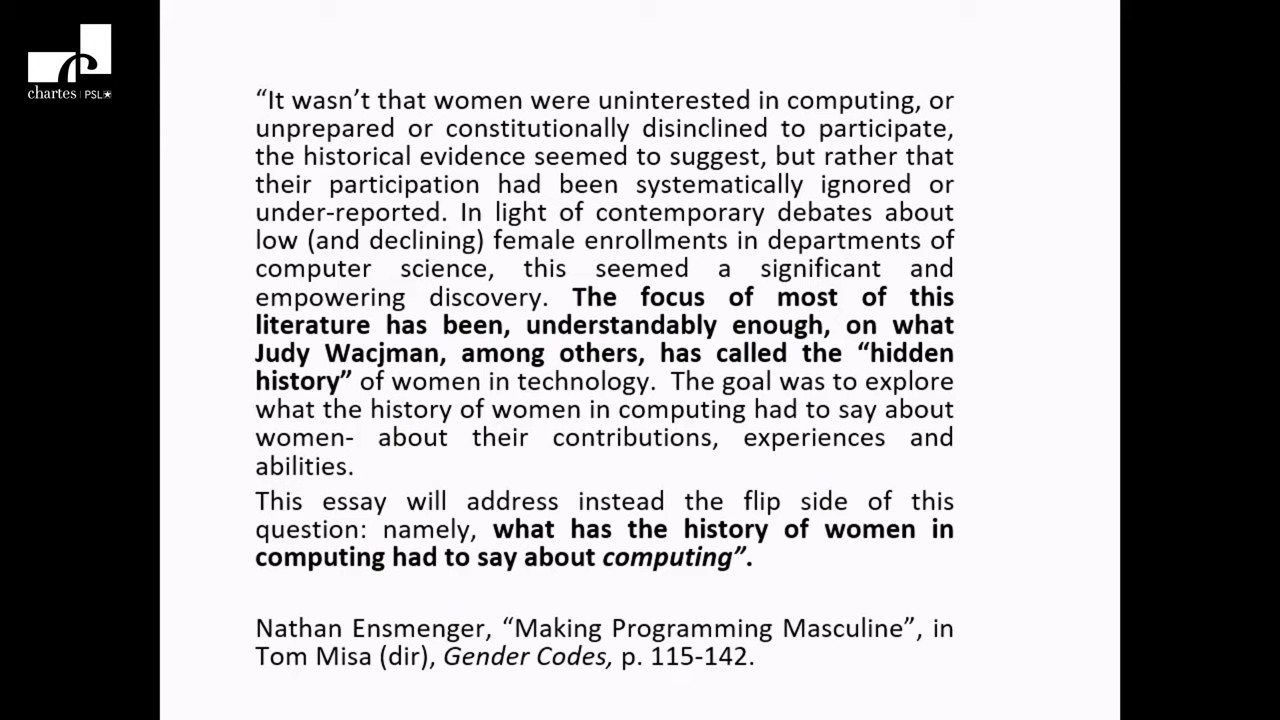 chartes | PSL★
“It wasn’t that women were uninterested in computing, or
unprepared or constitutionally disinclined to participate,
the historical evidence seemed to suggest, but rather that
their participation had been systematically ignored or
under-reported. In light of contemporary debates about
low (and declining) female enrollments in departments of
computer science, this seemed a significant and
empowering discovery. The focus of most of this
literature has been, understandably enough, on what
Judy Wacjman, among others, has called the “hidden
history” of women in technology. The goal was to explore
what the history of women in computing had to say about
women- about their contributions, experiences and
abilities.
This essay will address instead the flip side of this
question: namely, what has the history of women in
computing had to say about computing”.
Nathan Ensmenger, “Making Programming Masculine”, in
Tom Misa (dir), Gender Codes, p. 115-142.